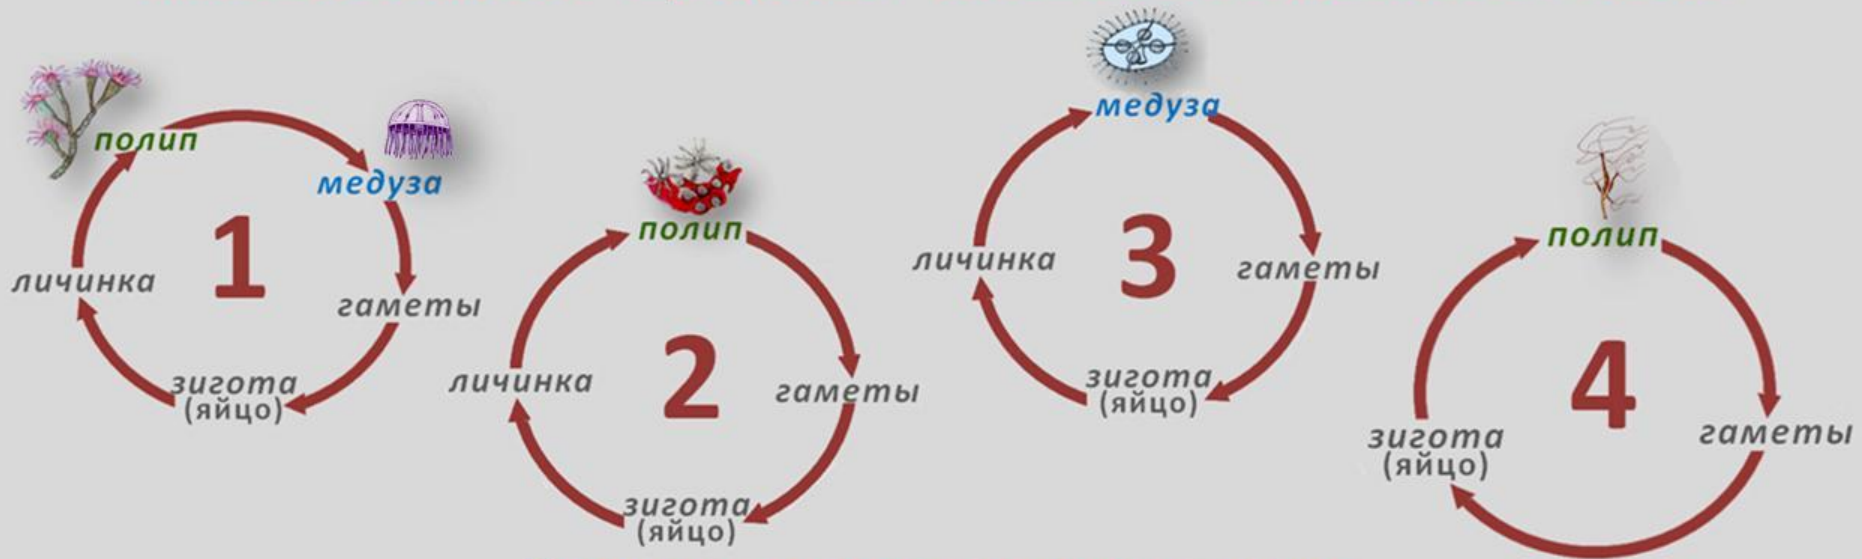 полип
медуза
1
личинка
гаметы
зигота
(яйцо)
полип
2
личинка
гаметы
зигота
(яйцо)
медуза
3
личинка
гаметы
зигота
(яйцо)
полип
4
зигота
(яйцо)
гаметы